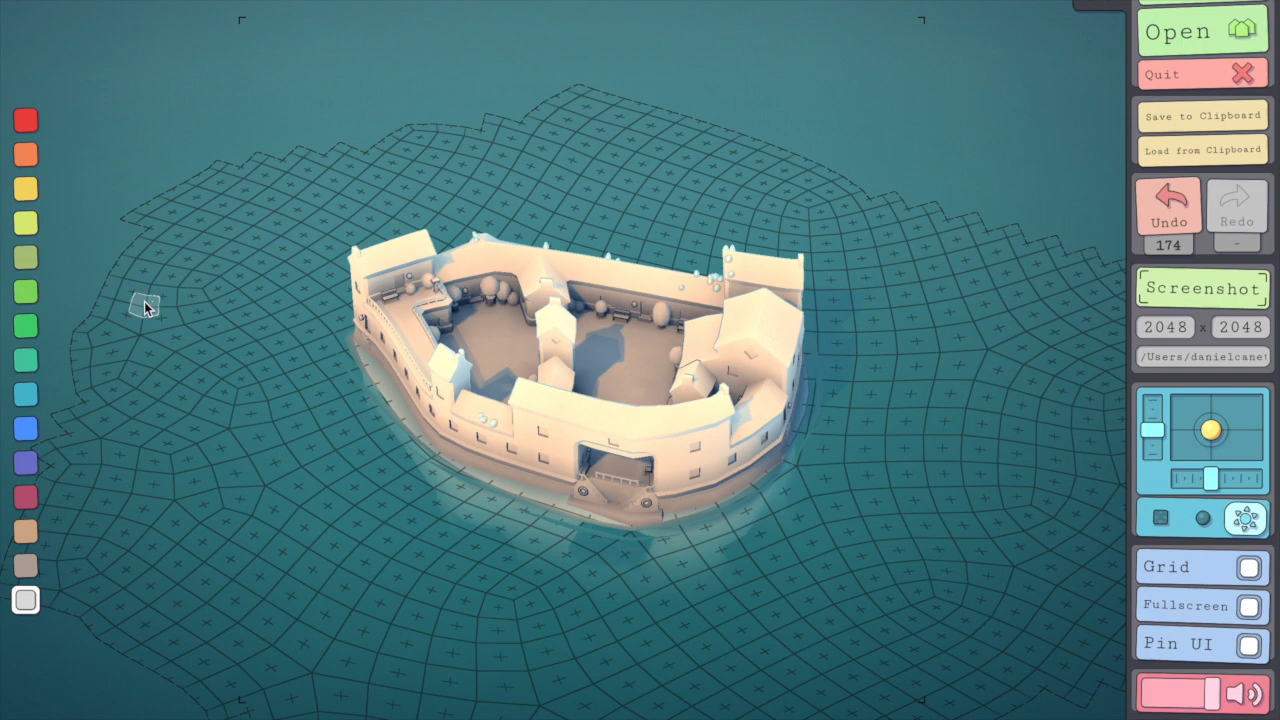 Open
Quit
Save to Clipboard
Load from Clipboard
Undo
Redo
174
-
Screenshot
2048 x 2048
/Users/danielcane
Grid
Fullscreen
Pin UI